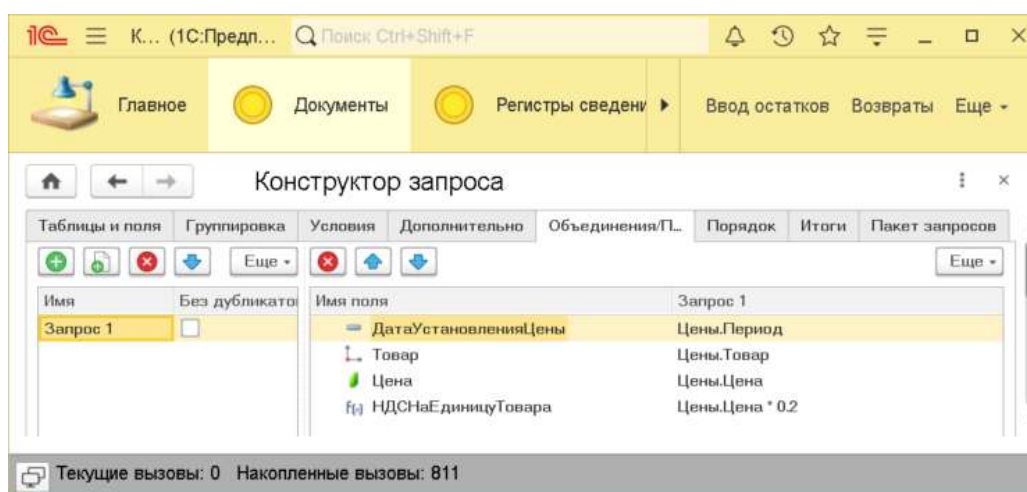 1С К... (1С:Предп... Поиск Ctrl+Shift+F
Главное Документы Регистры сведени Ввод остатков Возвраты Еще
Конструктор запроса
Таблицы и поля Группировка Условия Дополнительно Объединения/П... Порядок Итоги Пакет запросов
Еще Еще
Имя Без дубликатов Имя поля Запрос 1
Запрос 1 ДатаУстановленияЦены Цены.Период
Товар Цены.Товар
Цена Цены.Цена
f(x) НДСНаЕдиницуТовара Цены.Цена * 0.2
Текущие вызовы: 0 Накопленные вызовы: 811